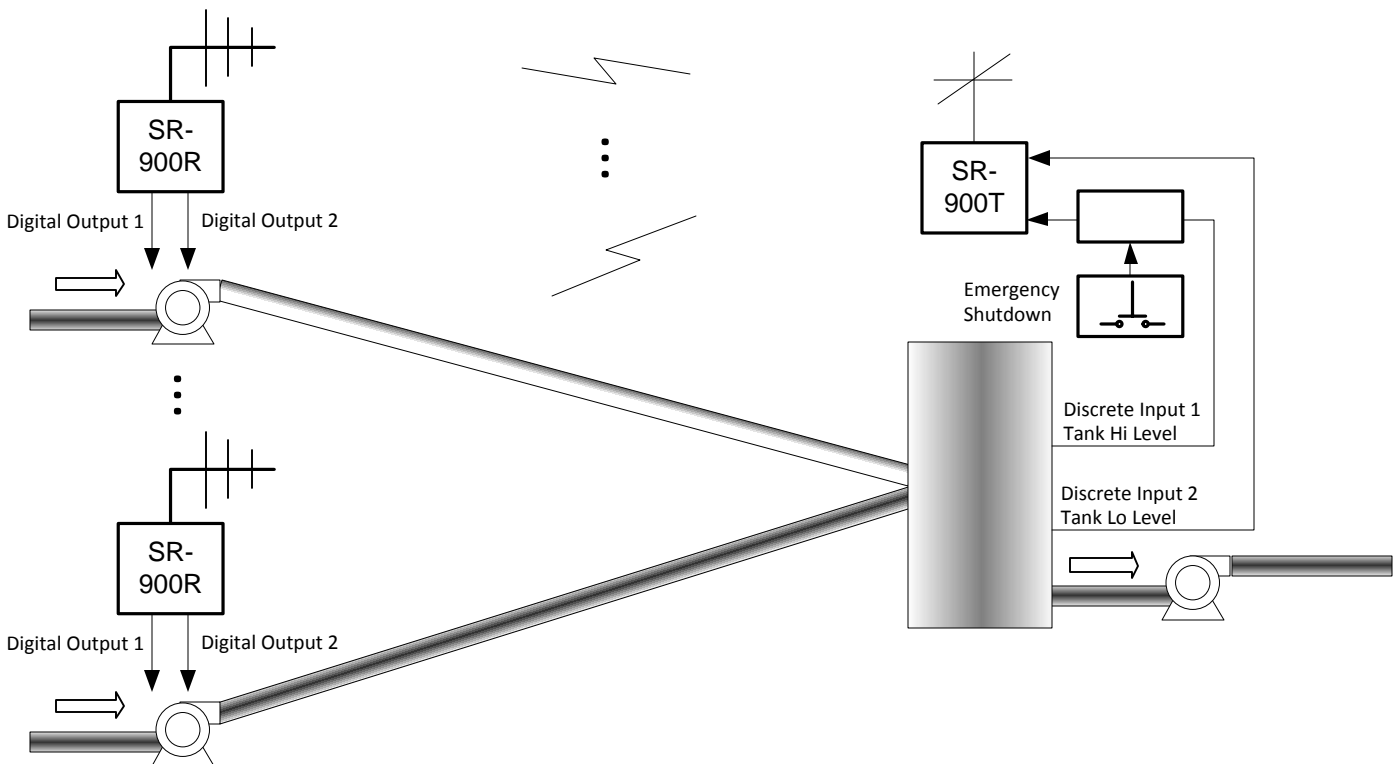 SR-
900R
Digital Output 1
Digital Output 2
SR-
900T
Emergency
Shutdown
Discrete Input 1
Tank Hi Level
Discrete Input 2
Tank Lo Level
SR-
900R
Digital Output 1
Digital Output 2